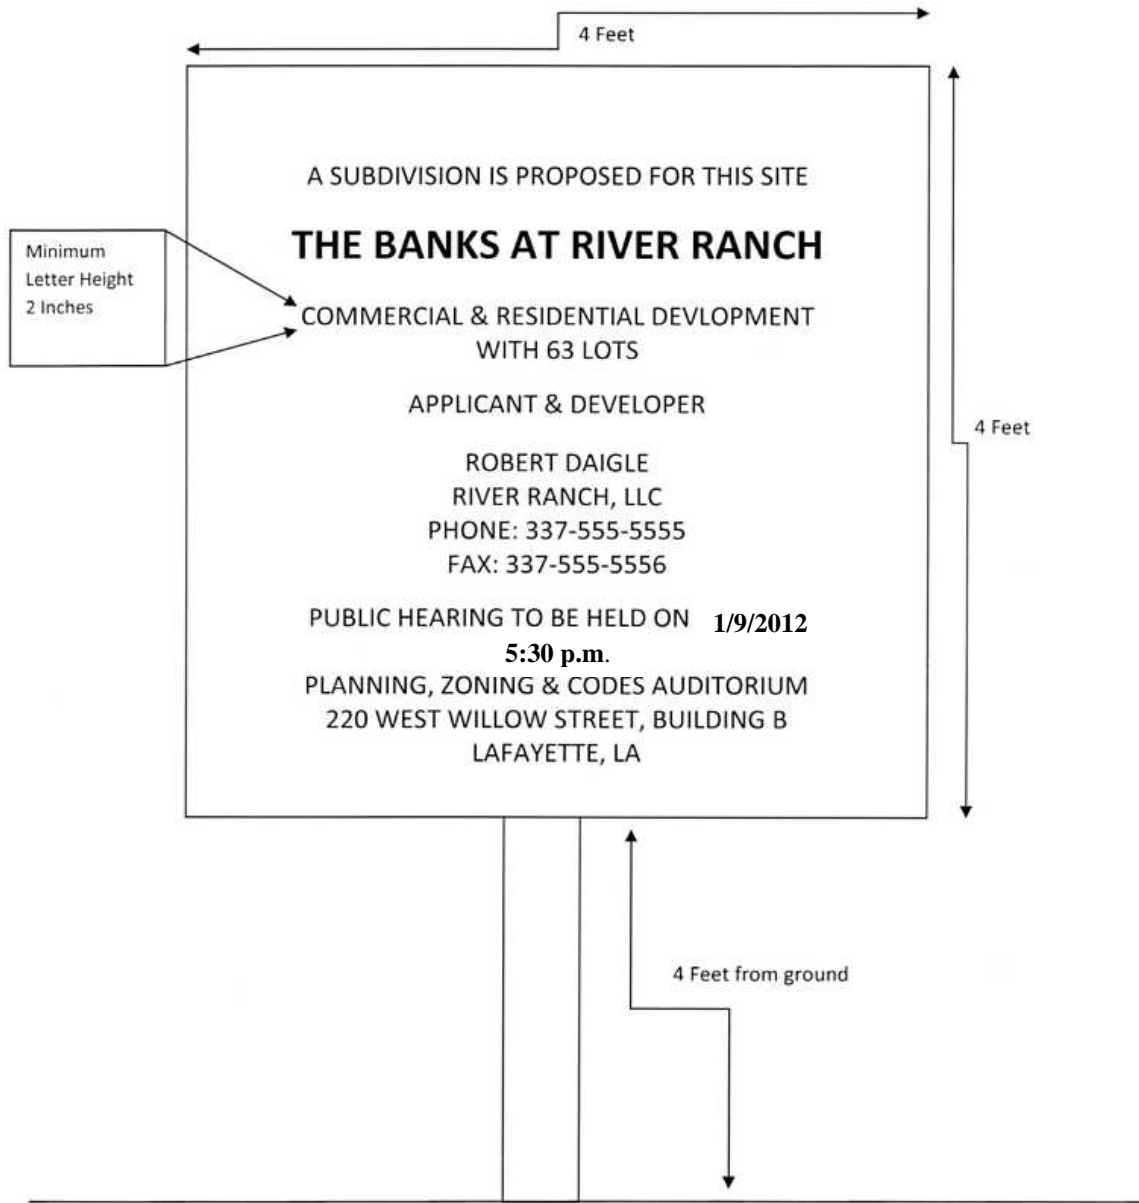 4 Feet
A SUBDIVISION IS PROPOSED FOR THIS SITE
THE BANKS AT RIVER RANCH
Minimum
Letter Height
2 Inches
COMMERCIAL & RESIDENTIAL DEVLOPMENT
WITH 63 LOTS
APPLICANT & DEVELOPER
4 Feet
ROBERT DAIGLE
RIVER RANCH, LLC
PHONE: 337-555-5555
FAX: 337-555-5556
PUBLIC HEARING TO BE HELD ON 1/9/2012
5:30 p.m.
PLANNING, ZONING & CODES AUDITORIUM
220 WEST WILLOW STREET, BUILDING B
LAFAYETTE, LA
4 Feet from ground